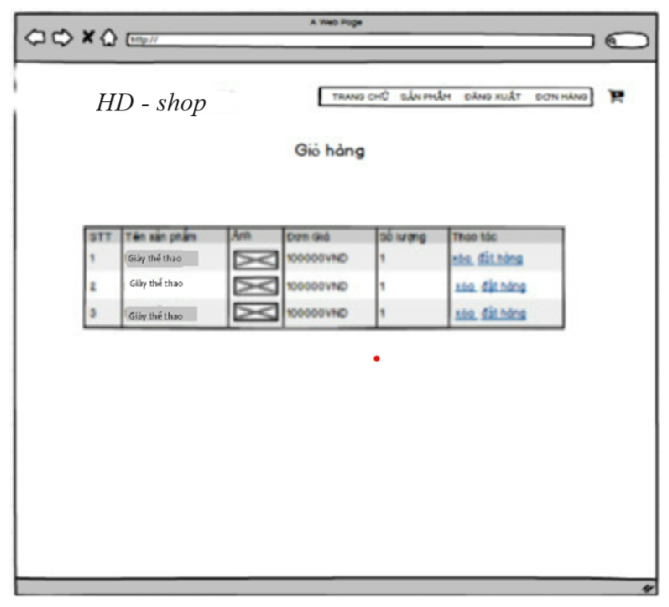 A Web Page
http://
HD - shop
TRANG CHỦ SẢN PHẨM ĐĂNG XUẤT ĐƠN HÀNG
Giỏ hàng
STT Tên sản phẩm Ảnh Đơn Giá Số lượng Thao tác
1 Giày thể thao 100000VND 1 xóa đặt hàng
2 Giày thể thao 100000VND 1 xóa đặt hàng
3 Giày thể thao 100000VND 1 xóa đặt hàng